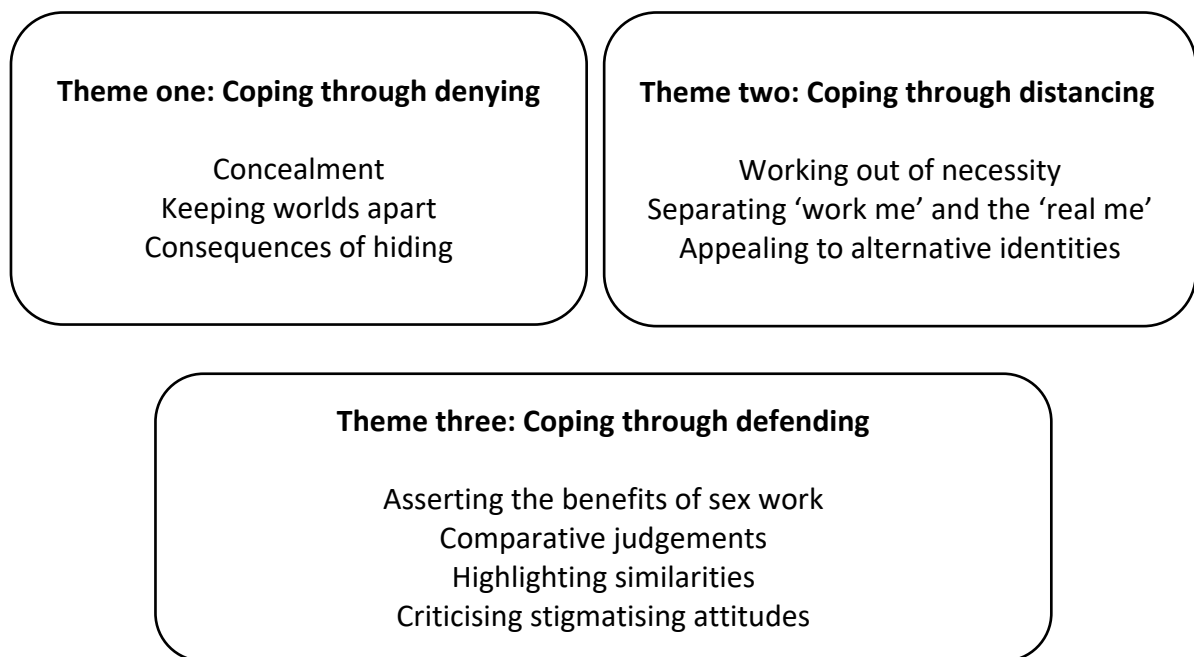 Theme one: Coping through denying
Concealment
Keeping worlds apart
Consequences of hiding
Theme two: Coping through distancing
Working out of necessity
Separating ‘work me’ and the ‘real me’
Appealing to alternative identities
Theme three: Coping through defending
Asserting the benefits of sex work
Comparative judgements
Highlighting similarities
Criticising stigmatising attitudes